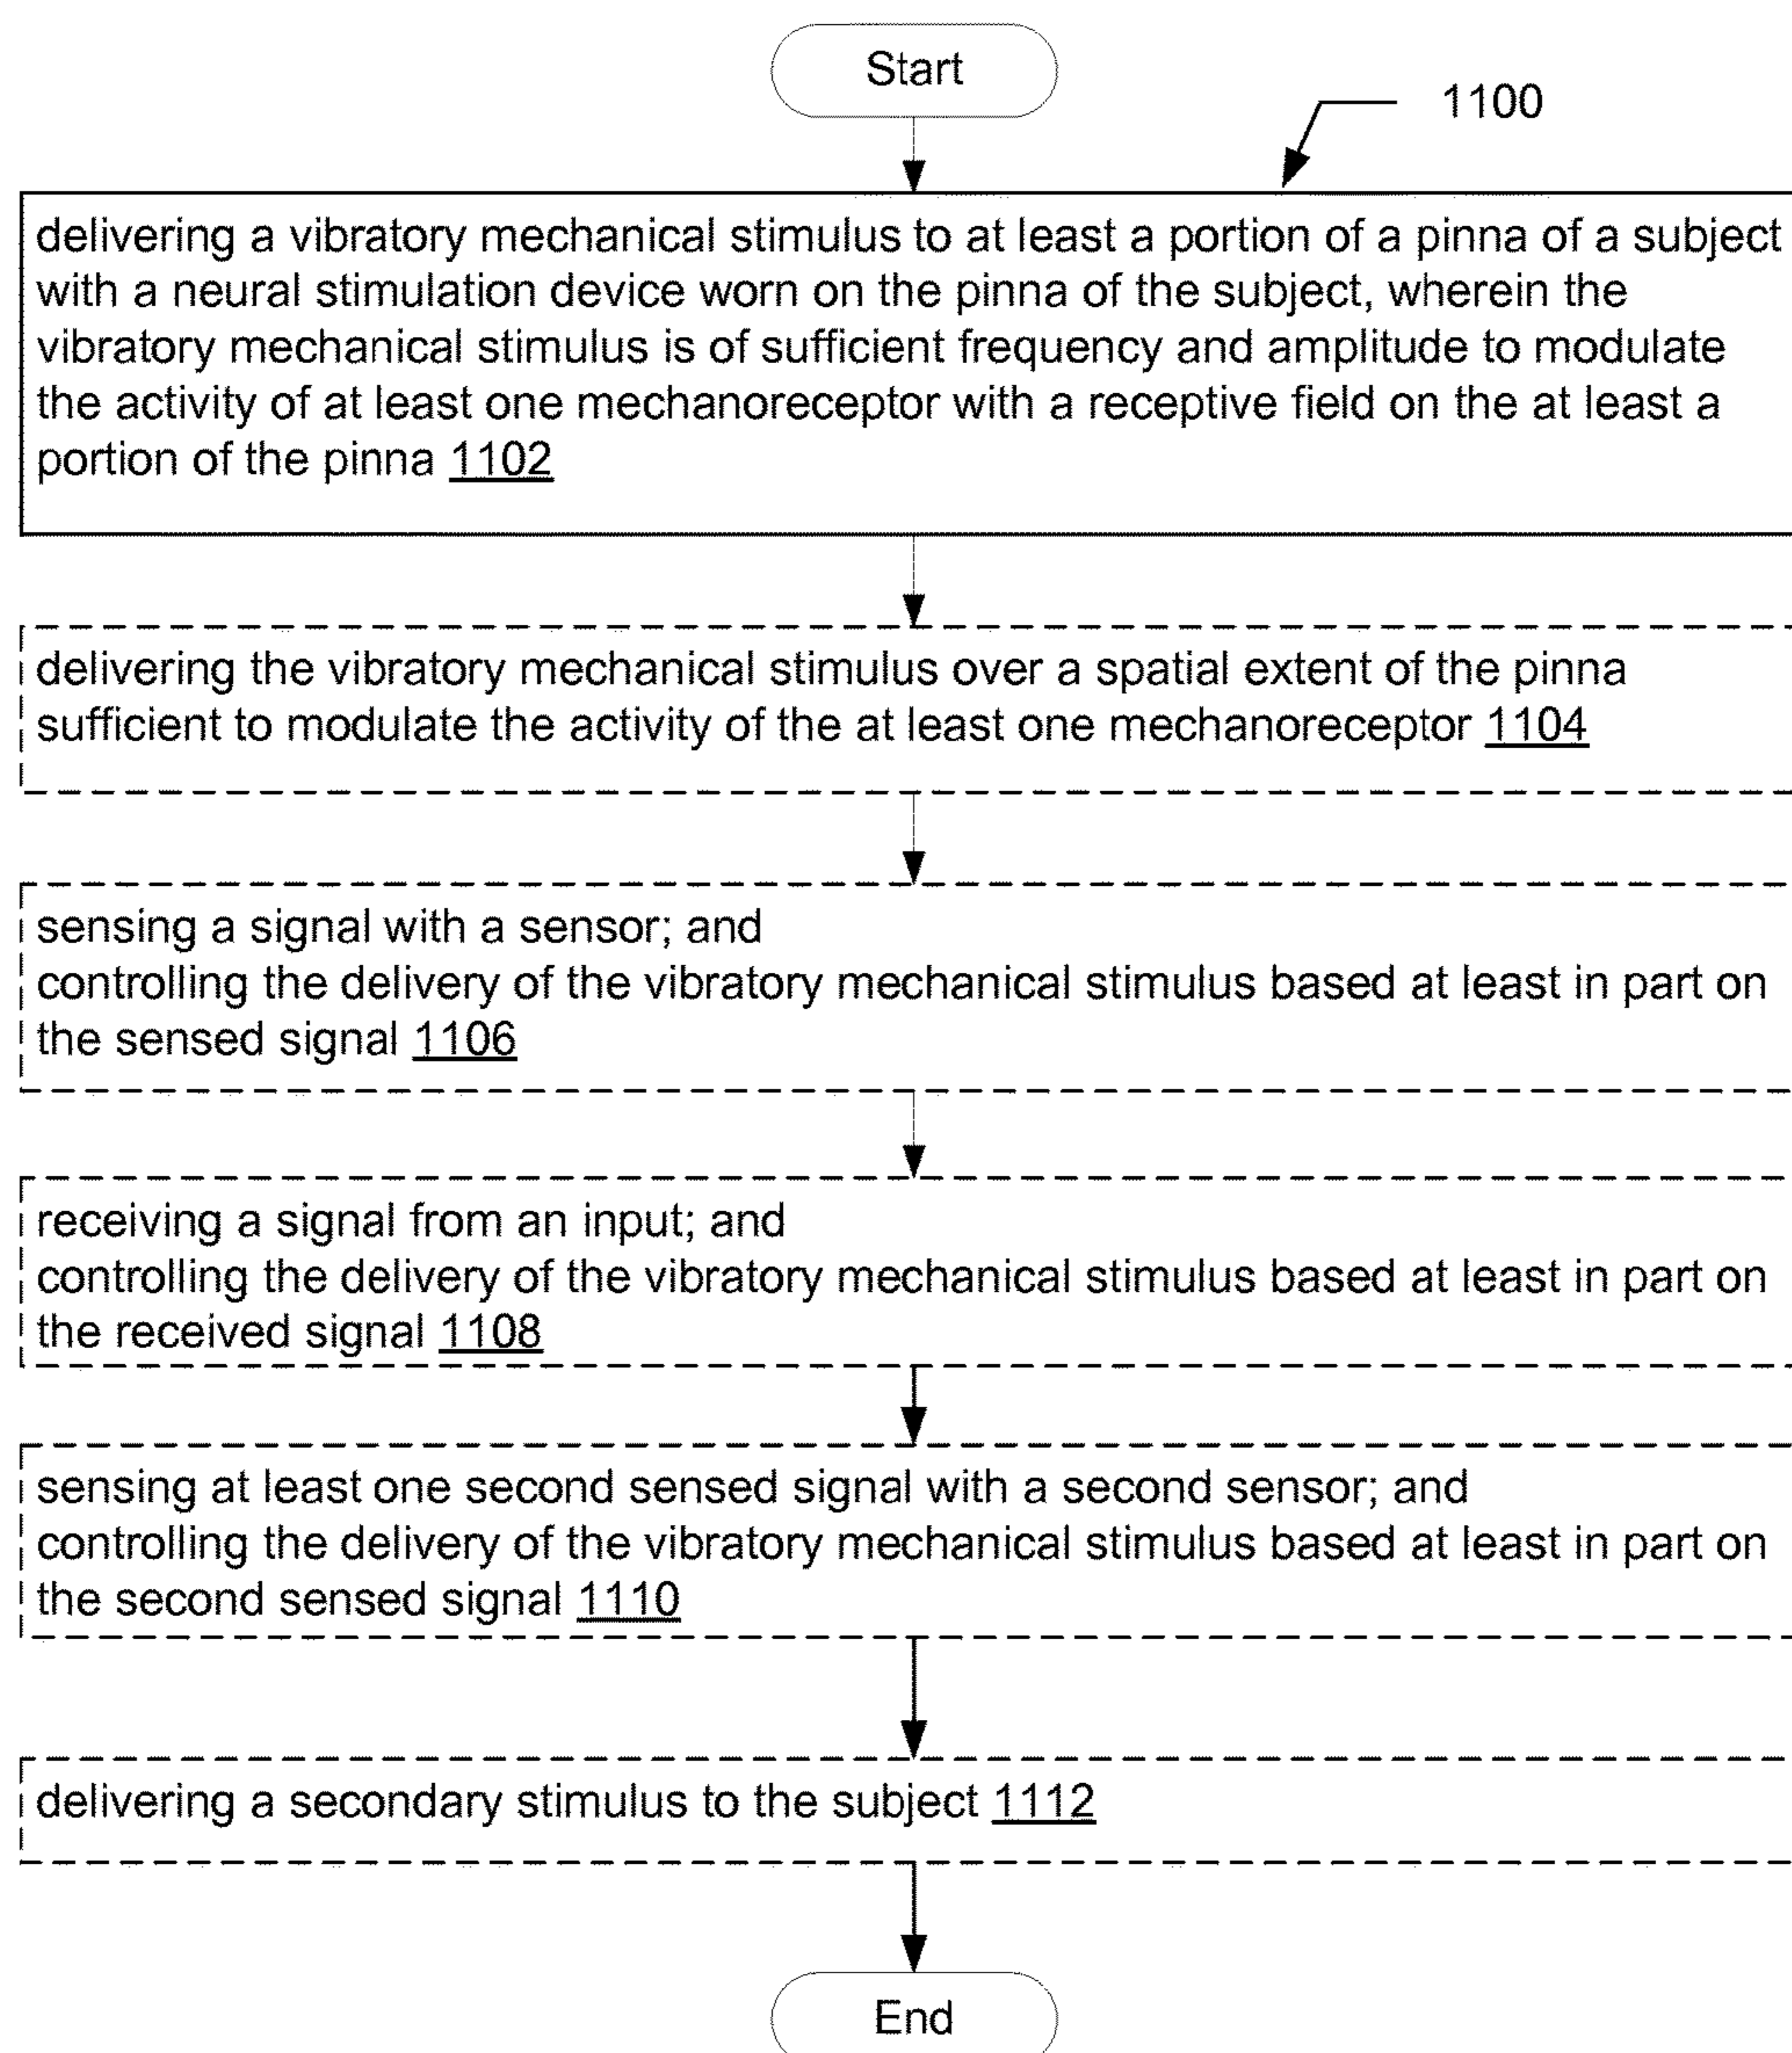 Start
1100
delivering a vibratory mechanical stimulus to at least a portion of a pinna of a subject
with a neural stimulation device worn on the pinna of the subject, wherein the
vibratory mechanical stimulus is of sufficient frequency and amplitude to modulate
the activity of at least one mechanoreceptor with a receptive field on the at least a
portion of the pinna 1102
delivering the vibratory mechanical stimulus over a spatial extent of the pinna
sufficient to modulate the activity of the at least one mechanoreceptor 1104
sensing a signal with a sensor; and
controlling the delivery of the vibratory mechanical stimulus based at least in part on
the sensed signal 1106
receiving a signal from an input; and
controlling the delivery of the vibratory mechanical stimulus based at least in part on
the received signal 1108
sensing at least one second sensed signal with a second sensor; and
controlling the delivery of the vibratory mechanical stimulus based at least in part on
the second sensed signal 1110
delivering a secondary stimulus to the subject 1112
End